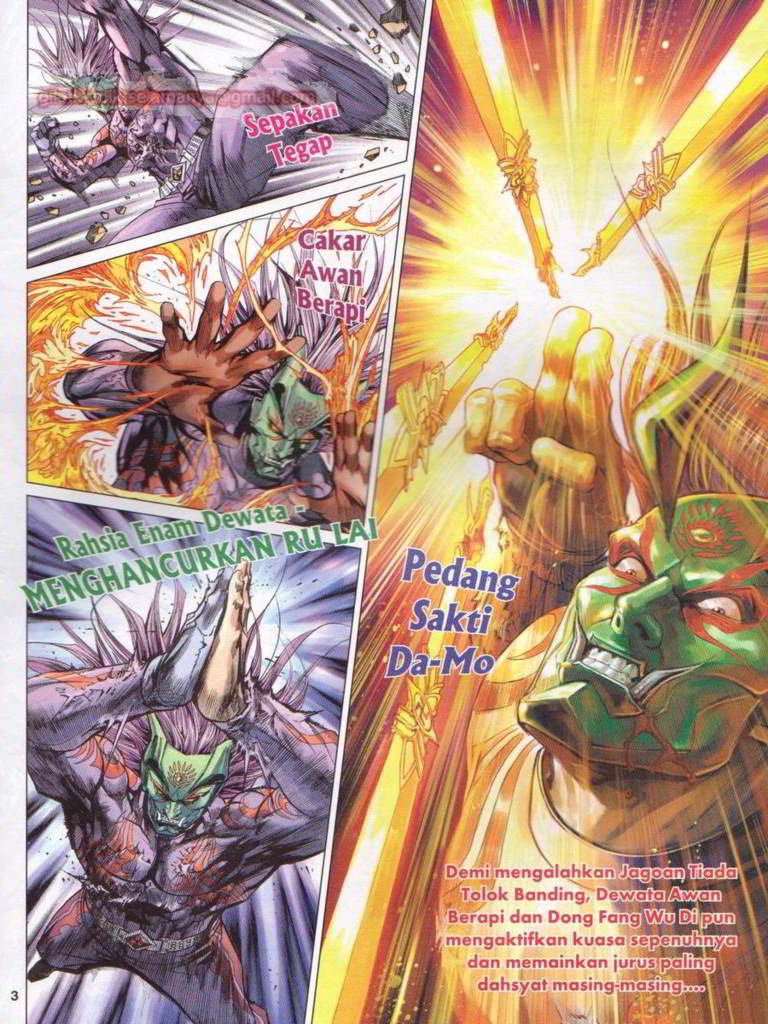 Sepakan
Tegap
Cakar
Awan
Berapi
Rahsia Enam Dewata -
MENGHANCURKAN RU LAI
Pedang
Sakti
Da-Mo
Demi mengalahkan Jagoan Tiada
Tolok Banding, Dewata Awan
Berapi dan Dong Fang Wu Di pun
mengaktifkan kuasa sepenuhnya
dan memainkan jurus paling
dahsyat masing-masing....
3